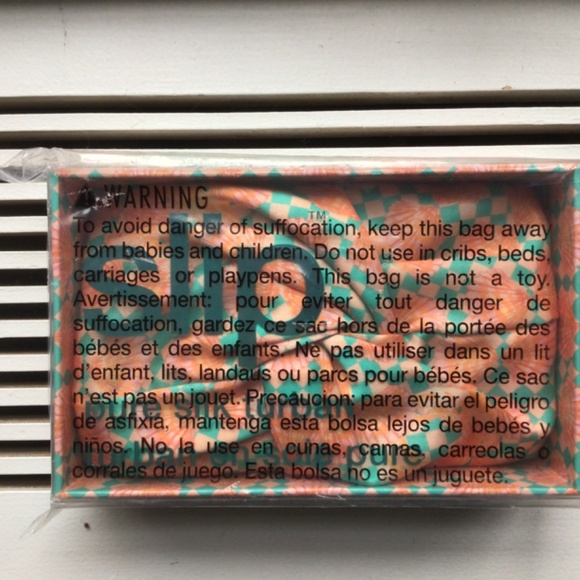 WARNING
To avoid danger of suffocation, keep this bag away
from babies and children. Do not use in cribs, beds,
carriages or playpens. This bag is not a toy.
Avertissement: pour eviter tout danger de
suffocation, gardez ce sac hors de la portée des
bébés et des enfants. Ne pas utiliser dans un lit
d'enfant, lits, landaus ou parcs pour bébés. Ce sac
n'est pas un jouet. Precaucion: para evitar el peligro
de asfixia, mantenga esta bolsa lejos de bebés y
niños. No la use en cunas, camas, carreolas ó
corrales de juego. Esta bolsa no es un juguete.
slip™
pure silk turban